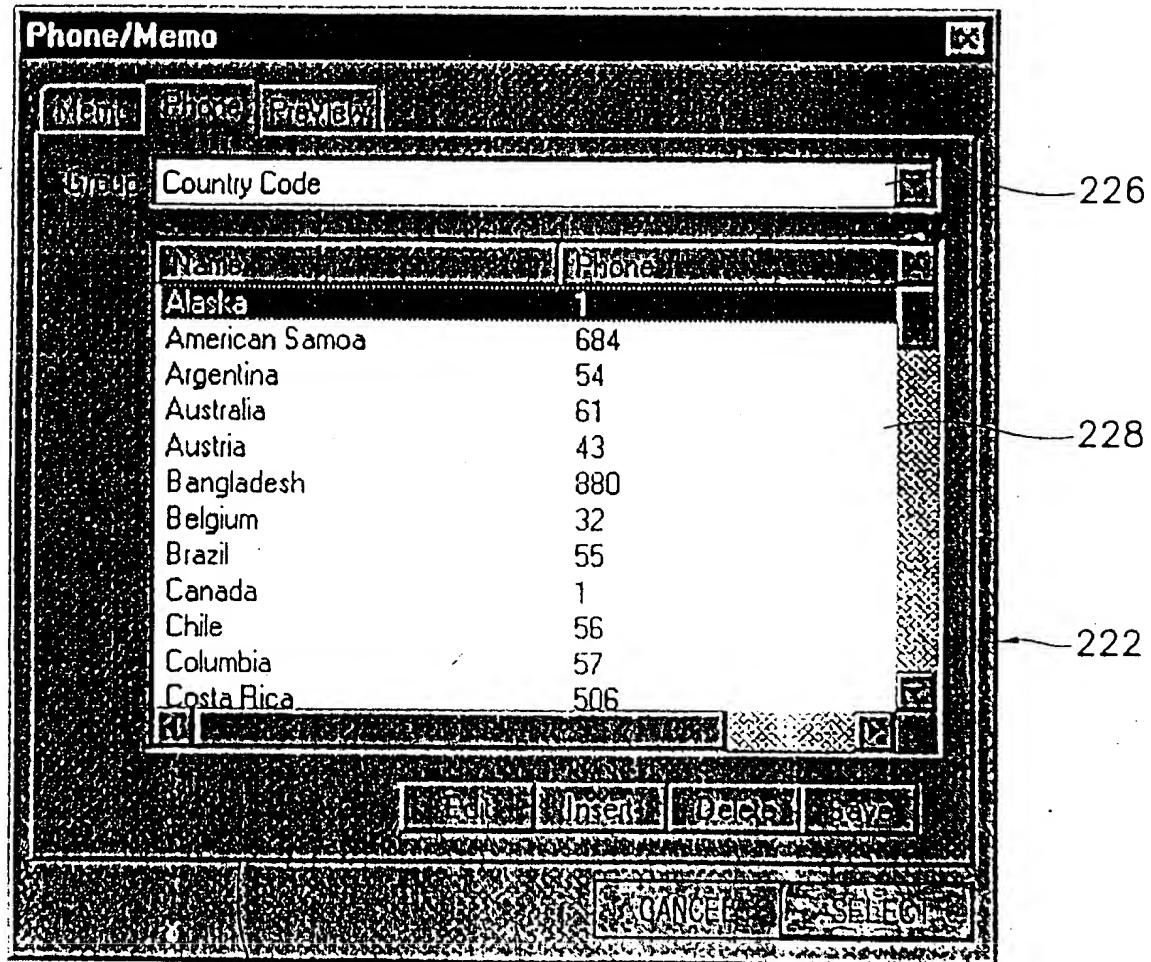 Phone/Memo
Memo Phone Preview
Group Country Code
226
Name Phone
Alaska 1
American Samoa 684
Argentina 54
Australia 61
228
Austria 43
Bangladesh 880
Belgium 32
Brazil 55
Canada 1
Chile 56
222
Columbia 57
Costa Rica 506
Edit Insert Delete Save
CANCEL SELECT